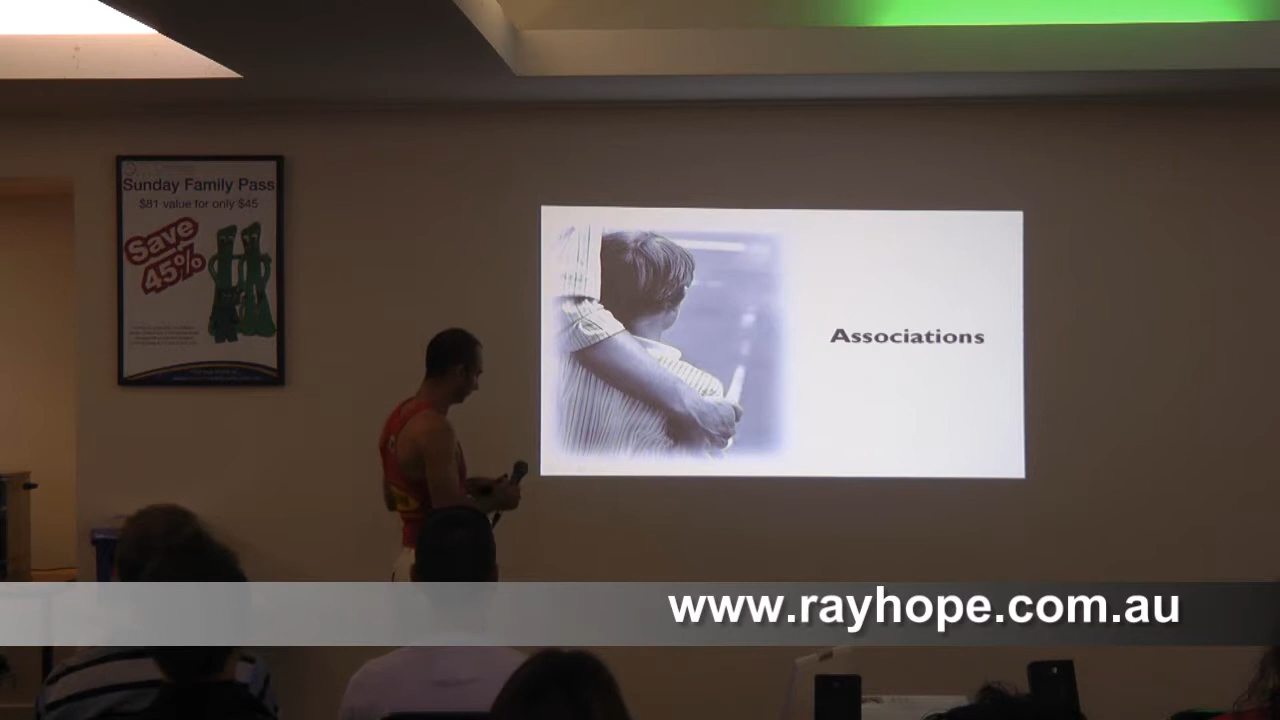 Sunday Family Pass
$81 value for only $45
Save
45%
Associations
www.rayhope.com.au